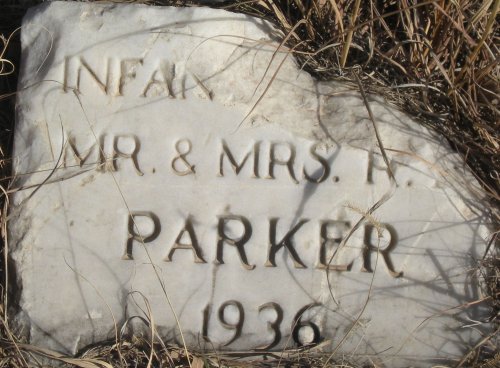 INFAN
MR. & MRS. R.
PARKER
1936